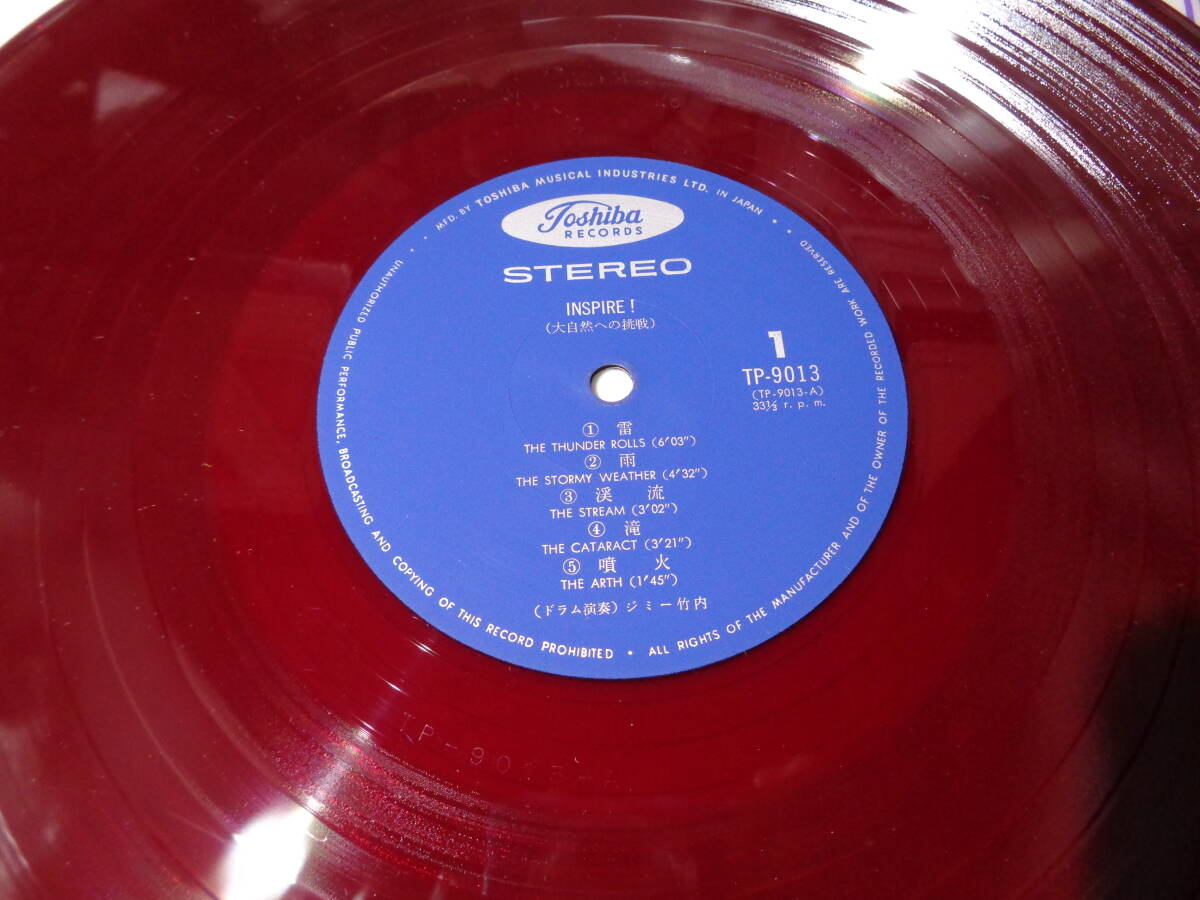 MFD. BY TOSHIBA MUSICAL INDUSTRIES LTD. IN JAPAN
Toshiba
RECORDS
STEREO
INSPIRE!
(大自然への挑戦)
1
TP-9013
(TP-9013-A)
33⅓ r. p. m.
① 雷
THE THUNDER ROLLS (6′03″)
② 雨
THE STORMY WEATHER (4′32″)
③ 渓 流
THE STREAM (3′02″)
④ 滝
THE CATARACT (3′21″)
⑤ 噴 火
THE ARTH (1′45″)
(ドラム演奏) ジミー竹内
UNAUTHORIZED PUBLIC PERFORMANCE, BROADCASTING AND COPYING OF THIS RECORD PROHIBITED • ALL RIGHTS OF THE MANUFACTURER AND OF THE OWNER OF THE RECORDED WORK ARE RESERVED